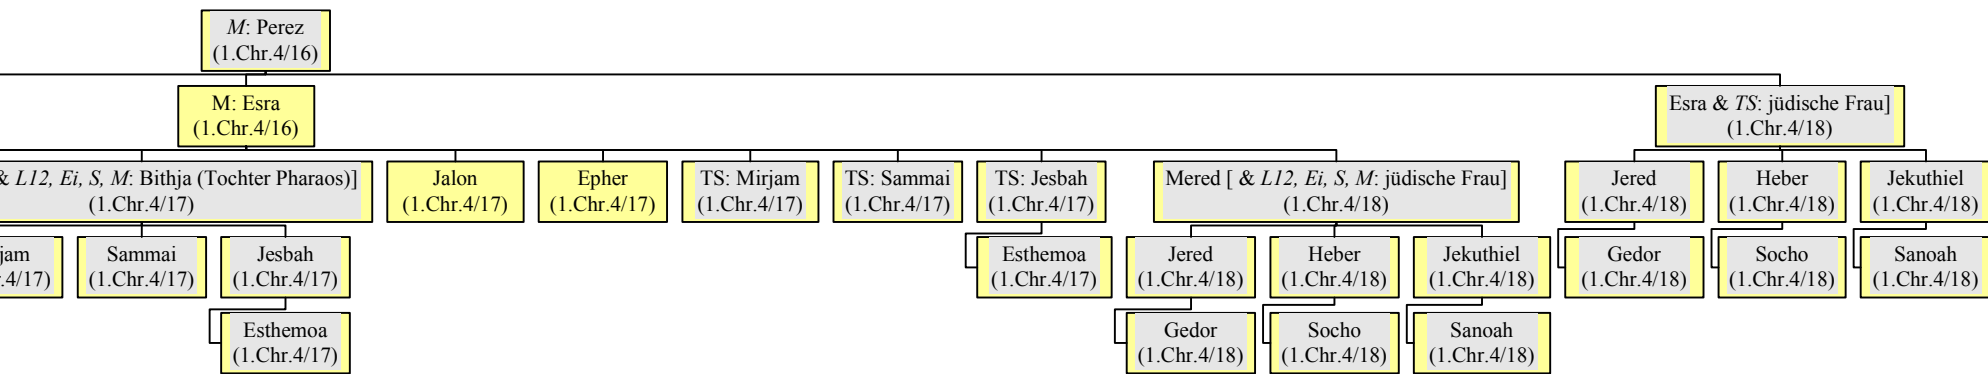 M: Perez
(1.Chr.4/16)
M: Esra
(1.Chr.4/16)
Esra & TS: jüdische Frau]
(1.Chr.4/18)
& L12, Ei, S, M: Bithja (Tochter Pharaos)]
(1.Chr.4/17)
Jalon
(1.Chr.4/17)
Epher
(1.Chr.4/17)
TS: Mirjam
(1.Chr.4/17)
TS: Sammai
(1.Chr.4/17)
TS: Jesbah
(1.Chr.4/17)
Mered [ & L12, Ei, S, M: jüdische Frau]
(1.Chr.4/18)
Jered
(1.Chr.4/18)
Heber
(1.Chr.4/18)
Jekuthiel
(1.Chr.4/18)
jam
.4/17)
Sammai
(1.Chr.4/17)
Jesbah
(1.Chr.4/17)
Esthemoa
(1.Chr.4/17)
Jered
(1.Chr.4/18)
Heber
(1.Chr.4/18)
Jekuthiel
(1.Chr.4/18)
Gedor
(1.Chr.4/18)
Socho
(1.Chr.4/18)
Sanoah
(1.Chr.4/18)
Esthemoa
(1.Chr.4/17)
Gedor
(1.Chr.4/18)
Socho
(1.Chr.4/18)
Sanoah
(1.Chr.4/18)